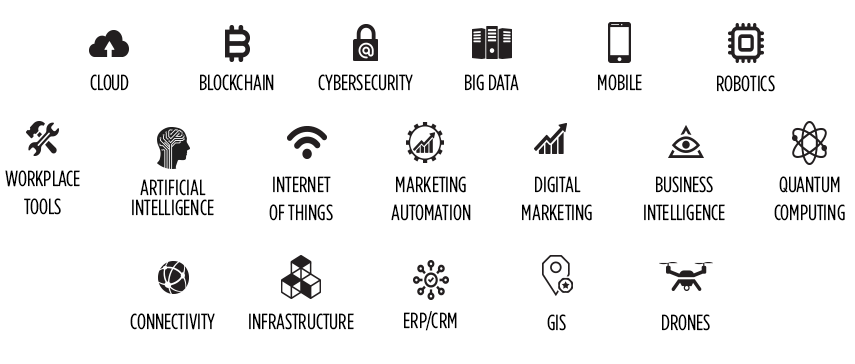 CLOUD
BLOCKCHAIN
CYBERSECURITY
BIG DATA
MOBILE
ROBOTICS
WORKPLACE
TOOLS
ARTIFICIAL
INTELLIGENCE
INTERNET
OF THINGS
MARKETING
AUTOMATION
DIGITAL
MARKETING
BUSINESS
INTELLIGENCE
QUANTUM
COMPUTING
CONNECTIVITY
INFRASTRUCTURE
ERP/CRM
GIS
DRONES